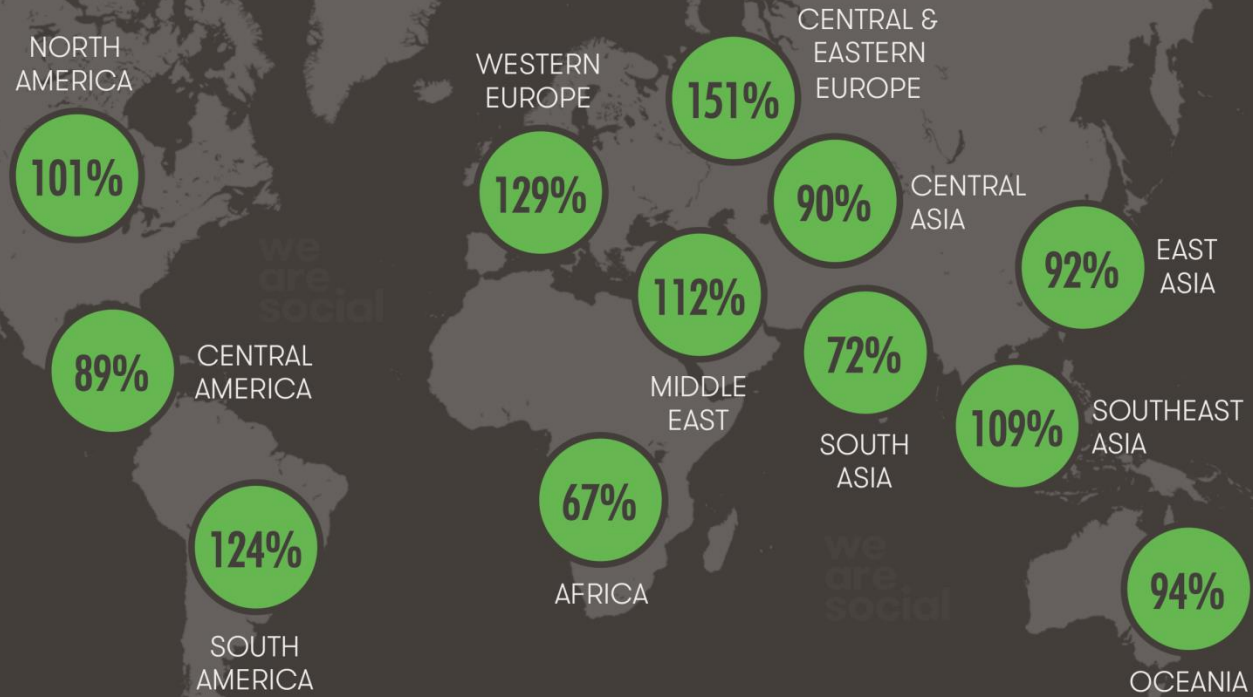 NORTH
AMERICA
101%
WESTERN
EUROPE
129%
CENTRAL &
EASTERN
EUROPE
151%
90%
CENTRAL
ASIA
92%
EAST
ASIA
we
are
social
112%
MIDDLE
EAST
89%
CENTRAL
AMERICA
72%
SOUTH
ASIA
109%
SOUTHEAST
ASIA
67%
AFRICA
124%
SOUTH
AMERICA
we
are
social
94%
OCEANIA